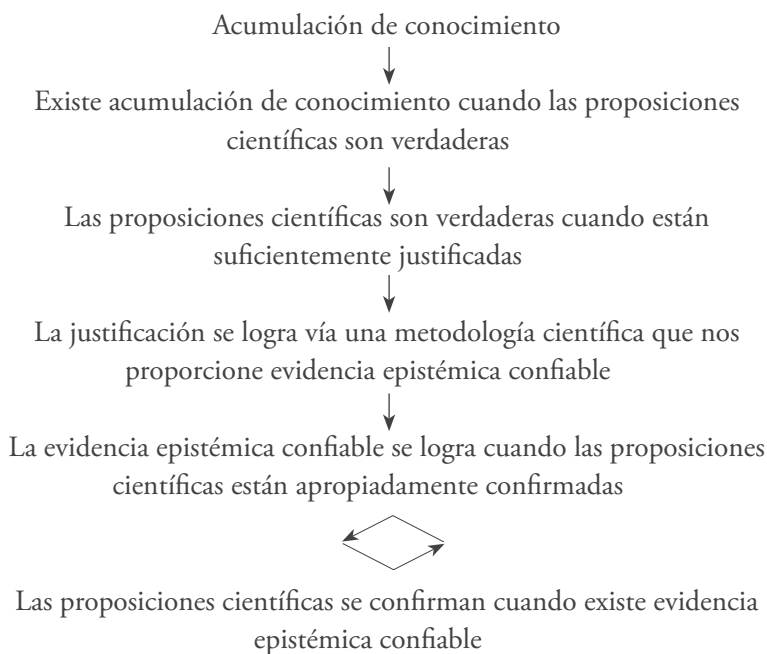 Acumulación de conocimiento
Existe acumulación de conocimiento cuando las proposiciones
científicas son verdaderas
Las proposiciones científicas son verdaderas cuando están
suficientemente justificadas
La justificación se logra vía una metodología científica que nos
proporcione evidencia epistémica confiable
La evidencia epistémica confiable se logra cuando las proposiciones
científicas están apropiadamente confirmadas
Las proposiciones científicas se confirman cuando existe evidencia
epistémica confiable